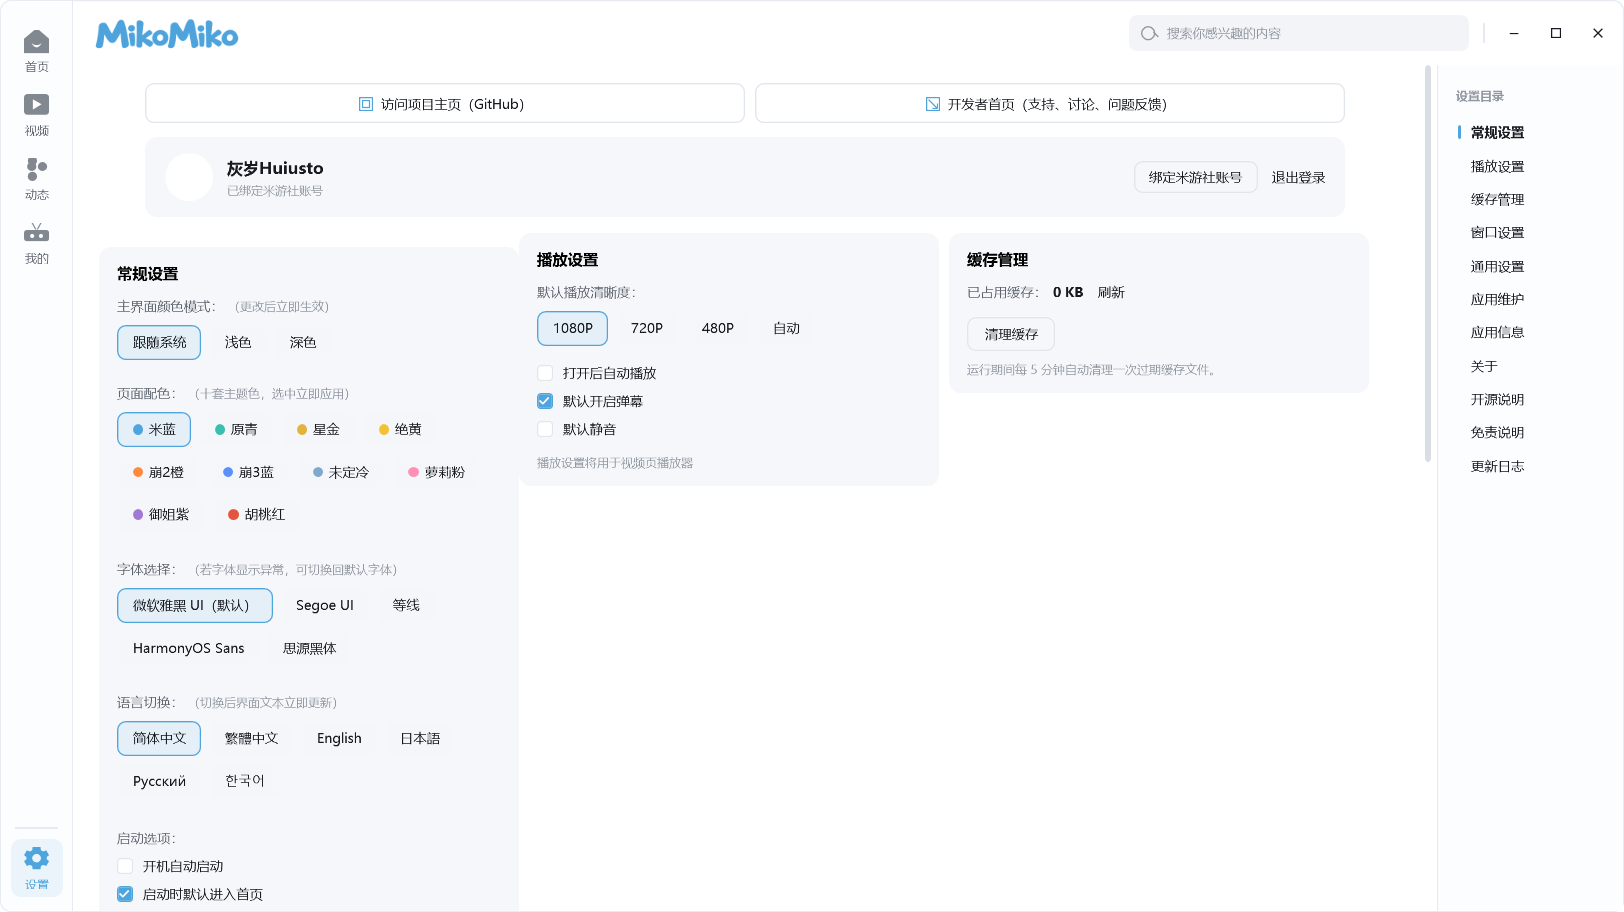 MikoMiko
搜索你感兴趣的内容
首页
视频
动态
我的
设置
访问项目主页（GitHub）
开发者首页（支持、讨论、问题反馈）
灰岁Huiusto
已绑定米游社账号
绑定米游社账号
退出登录
常规设置
主界面颜色模式： （更改后立即生效）
跟随系统 浅色 深色
页面配色： （十套主题色，选中立即应用）
米蓝 原青 星金 绝黄
崩2橙 崩3蓝 未定冷 萝莉粉
御姐紫 胡桃红
字体选择： （若字体显示异常，可切换回默认字体）
微软雅黑 UI（默认） Segoe UI 等线
HarmonyOS Sans 思源黑体
语言切换： （切换后界面文本立即更新）
简体中文 繁體中文 English 日本語
Русский 한국어
启动选项：
开机自动启动
启动时默认进入首页
播放设置
默认播放清晰度：
1080P 720P 480P 自动
打开后自动播放
默认开启弹幕
默认静音
播放设置将用于视频页播放器
缓存管理
已占用缓存： 0 KB 刷新
清理缓存
运行期间每 5 分钟自动清理一次过期缓存文件。
设置目录
常规设置
播放设置
缓存管理
窗口设置
通用设置
应用维护
应用信息
关于
开源说明
免责说明
更新日志